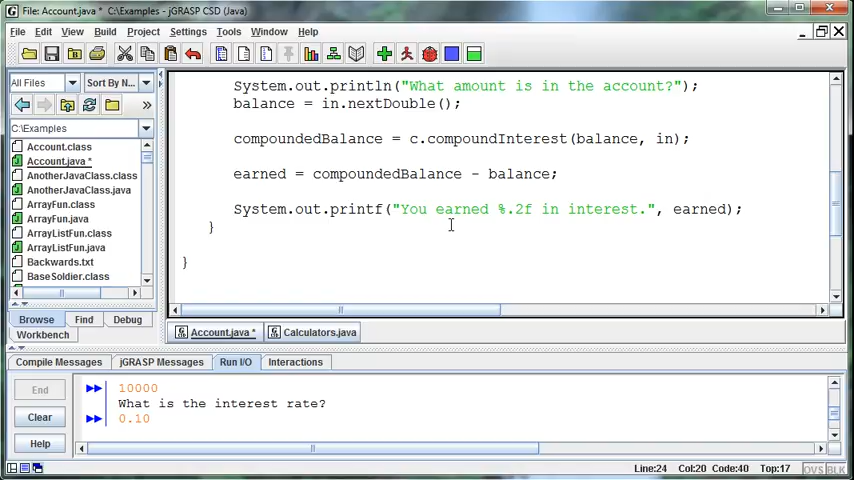 File: Account.java * C:\Examples - jGRASP CSD (Java)
File Edit View Build Project Settings Tools Window Help
All Files Sort By N...
C:\Examples
Account.class
Account.java *
AnotherJavaClass.class
AnotherJavaClass.java
ArrayFun.class
ArrayFun.java
ArrayListFun.class
ArrayListFun.java
Backwards.txt
BaseSoldier.class
Browse Find Debug
Workbench
System.out.println("What amount is in the account?");
balance = in.nextDouble();
compoundedBalance = c.compoundInterest(balance, in);
earned = compoundedBalance - balance;
System.out.printf("You earned %.2f in interest.", earned);
}
}
Account.java * Calculators.java
Compile Messages jGRASP Messages Run I/O Interactions
End
Clear
Help
10000
What is the interest rate?
0.10
Line:24 Col:20 Code:40 Top:17 OVS BLK